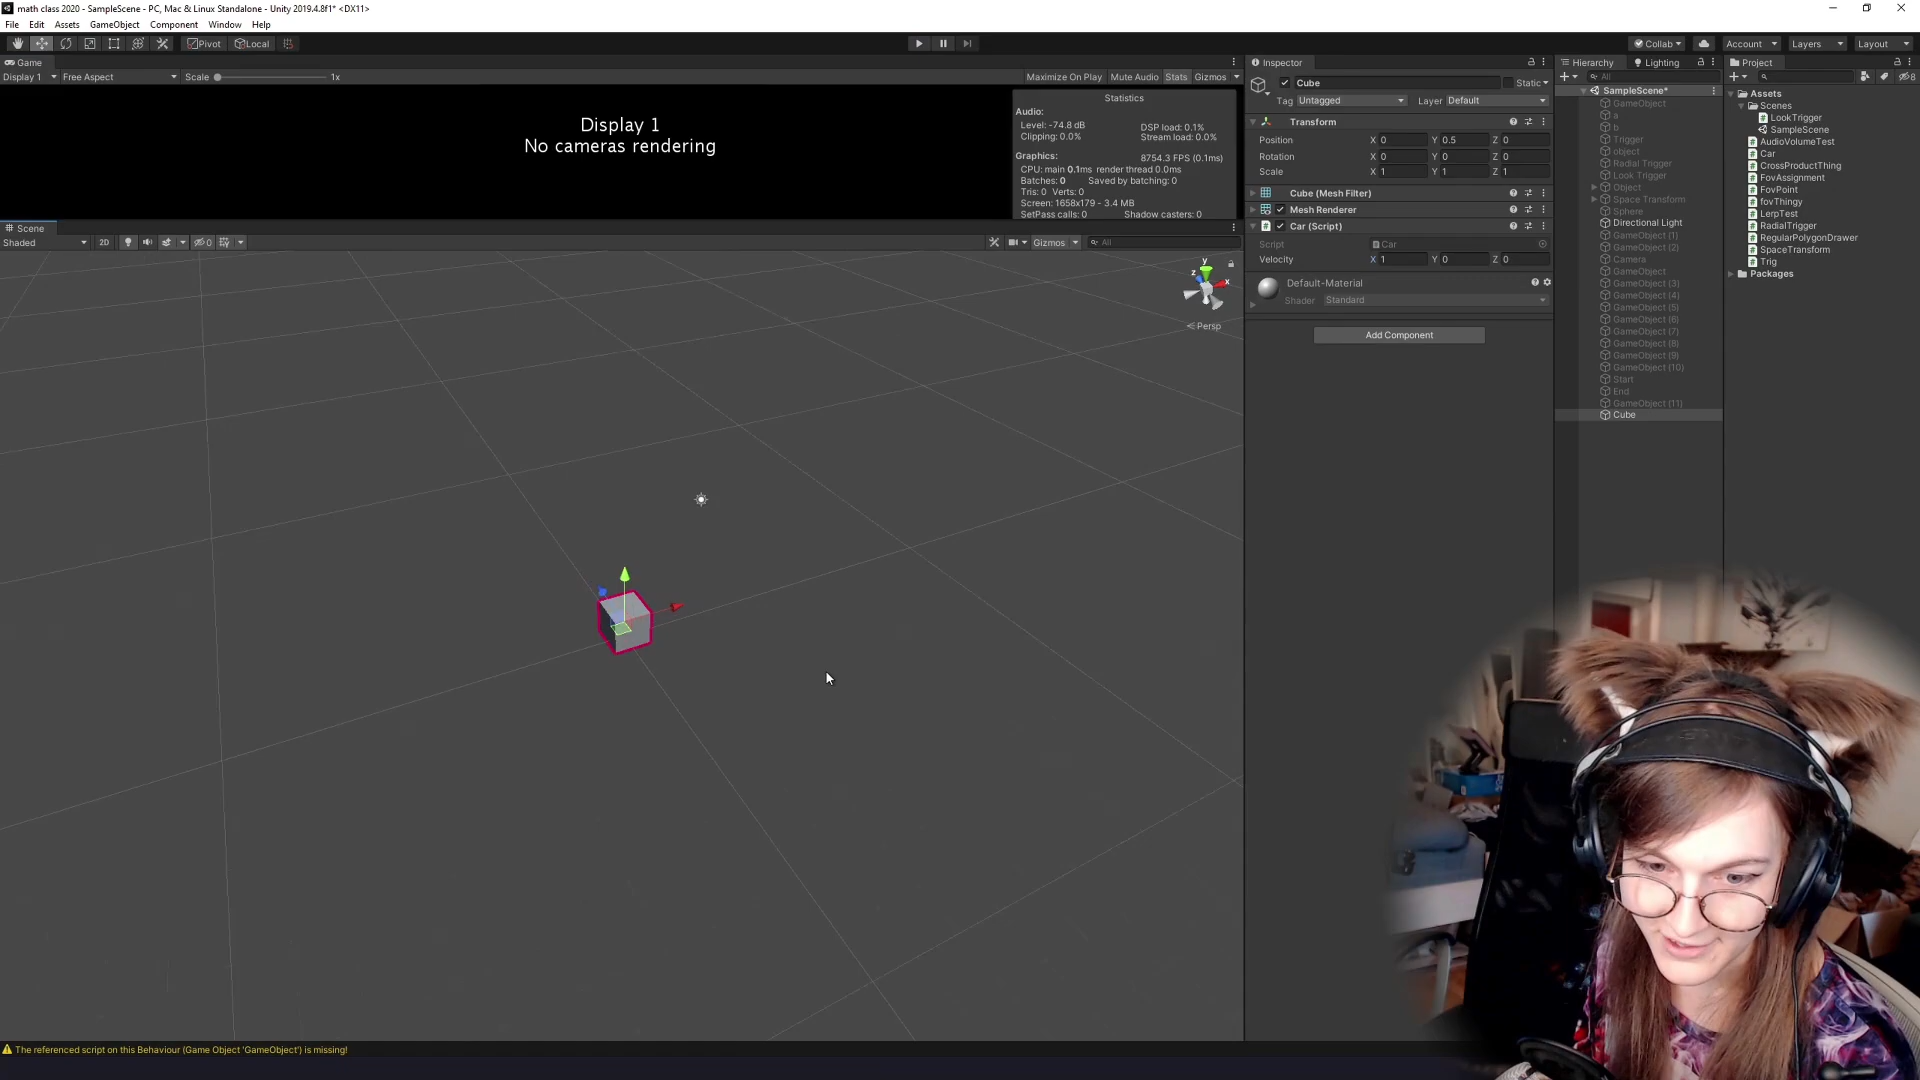 math class 2020 - SampleScene - PC, Mac & Linux Standalone - Unity 2019.4.8f1* <DX11>
File Edit Assets GameObject Component Window Help
Pivot Local Collab Account Layers Layout
Game
Display 1 Free Aspect Scale 1x Maximize On Play Mute Audio Stats Gizmos
Display 1
No cameras rendering
Statistics
Audio:
Level: -74.8 dB DSP load: 0.1%
Clipping: 0.0% Stream load: 0.0%
Graphics: 8754.3 FPS (0.1ms)
CPU: main 0.1ms render thread 0.0ms
Batches: 0 Saved by batching: 0
Tris: 0 Verts: 0
Screen: 1658x179 - 3.4 MB
SetPass calls: 0 Shadow casters: 0
Scene
Shaded 2D 0 Gizmos All
y
z
x
Persp
Inspector
Cube Static
Tag Untagged Layer Default
Transform
Position X 0 Y 0.5 Z 0
Rotation X 0 Y 0 Z 0
Scale X 1 Y 1 Z 1
Cube (Mesh Filter)
Mesh Renderer
Car (Script)
Script Car
Velocity X 1 Y 0 Z 0
Default-Material
Shader Standard
Add Component
Hierarchy Lighting
All
SampleScene*
GameObject
a
b
Trigger
object
Radial Trigger
Look Trigger
Object
Space Transform
Sphere
Directional Light
GameObject (1)
GameObject (2)
Camera
GameObject
GameObject (3)
GameObject (4)
GameObject (5)
GameObject (6)
GameObject (7)
GameObject (8)
GameObject (9)
GameObject (10)
Start
End
GameObject (11)
Cube
Project
8
Assets
Scenes
LookTrigger
SampleScene
AudioVolumeTest
Car
CrossProductThing
FovAssignment
FovPoint
fovThingy
LerpTest
RadialTrigger
RegularPolygonDrawer
SpaceTransform
Trig
Packages
The referenced script on this Behaviour (Game Object 'GameObject') is missing!